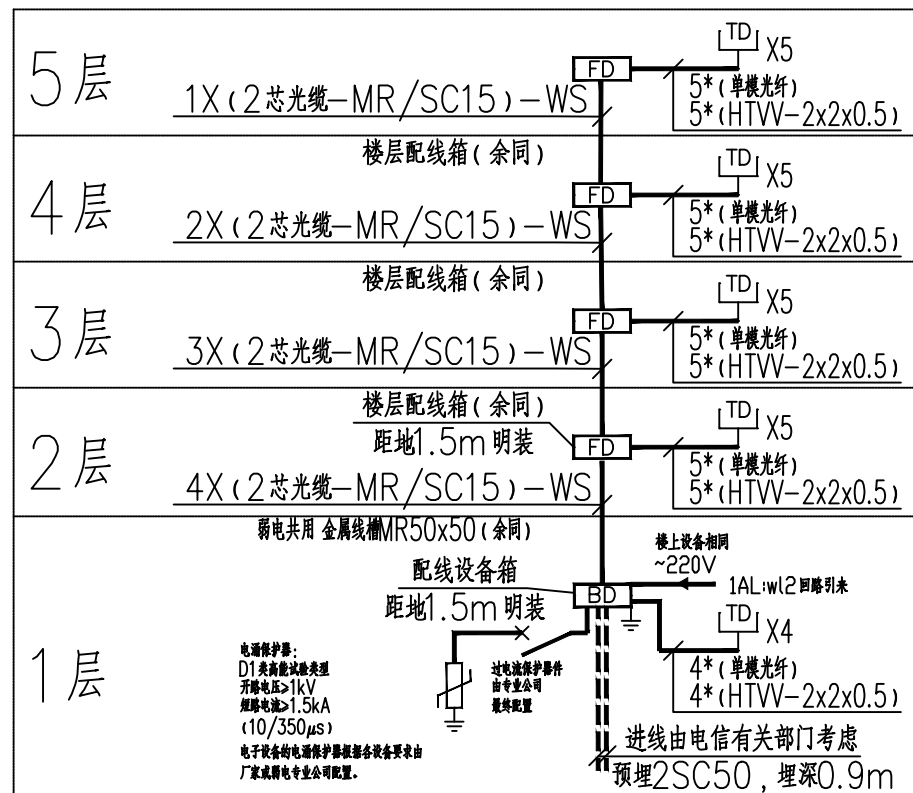 5层
TD
X5
FD
5*(单模光纤)
1X(2芯光缆-MR/SC15)-WS
5*(HTVV-2x2x0.5)
楼层配线箱(余同)
4层
TD
X5
FD
5*(单模光纤)
2X(2芯光缆-MR/SC15)-WS
5*(HTVV-2x2x0.5)
楼层配线箱(余同)
3层
TD
X5
FD
5*(单模光纤)
3X(2芯光缆-MR/SC15)-WS
5*(HTVV-2x2x0.5)
楼层配线箱(余同)
距地1.5m 明装
2层
TD
X5
FD
5*(单模光纤)
4X(2芯光缆-MR/SC15)-WS
5*(HTVV-2x2x0.5)
弱电共用 金属线槽MR50x50(余同)
1层
配线设备箱
距地1.5m 明装
BD
楼上设备相同
~220V
1AL:wl2回路引来
TD
X4
4*(单模光纤)
4*(HTVV-2x2x0.5)
电涌保护器:
D1类高能试验类型
开路电压≥1kV
短路电流≥1.5kA
(10/350μs)
电子设备的电涌保护器根据各设备要求由
厂家或弱电专业公司配置。
过电流保护器件
由专业公司
最终配置
进线由电信有关部门考虑
预埋2SC50,埋深0.9m